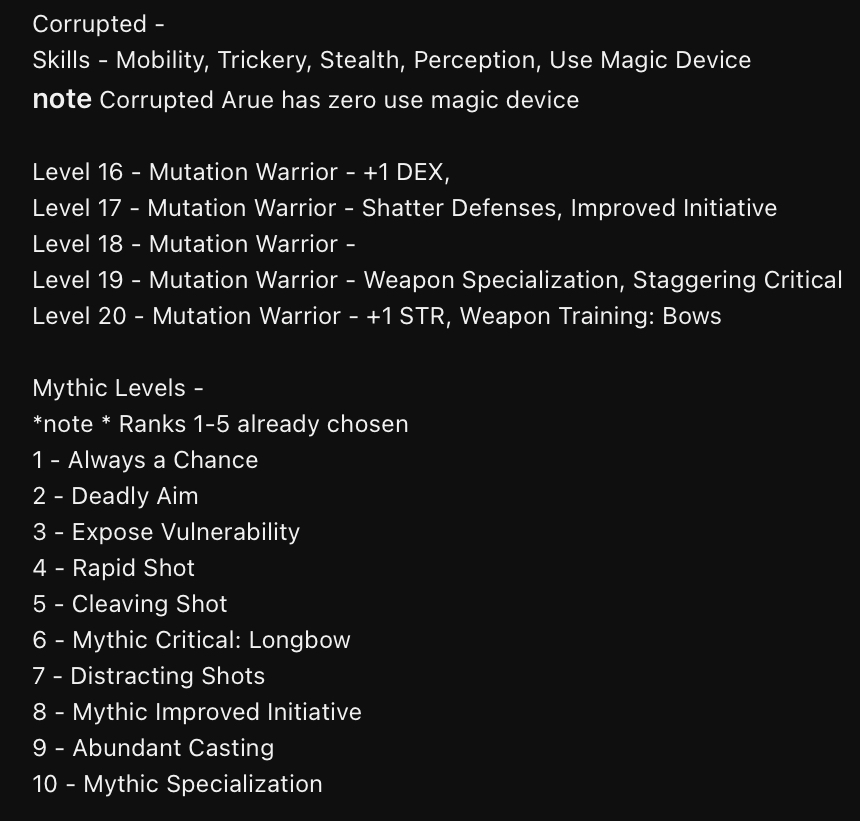 Corrupted -
Skills - Mobility, Trickery, Stealth, Perception, Use Magic Device
note Corrupted Arue has zero use magic device
Level 16 - Mutation Warrior - +1 DEX,
Level 17 - Mutation Warrior - Shatter Defenses, Improved Initiative
Level 18 - Mutation Warrior -
Level 19 - Mutation Warrior - Weapon Specialization, Staggering Critical
Level 20 - Mutation Warrior - +1 STR, Weapon Training: Bows
Mythic Levels -
*note * Ranks 1-5 already chosen
1 - Always a Chance
2 - Deadly Aim
3 - Expose Vulnerability
4 - Rapid Shot
5 - Cleaving Shot
6 - Mythic Critical: Longbow
7 - Distracting Shots
8 - Mythic Improved Initiative
9 - Abundant Casting
10 - Mythic Specialization